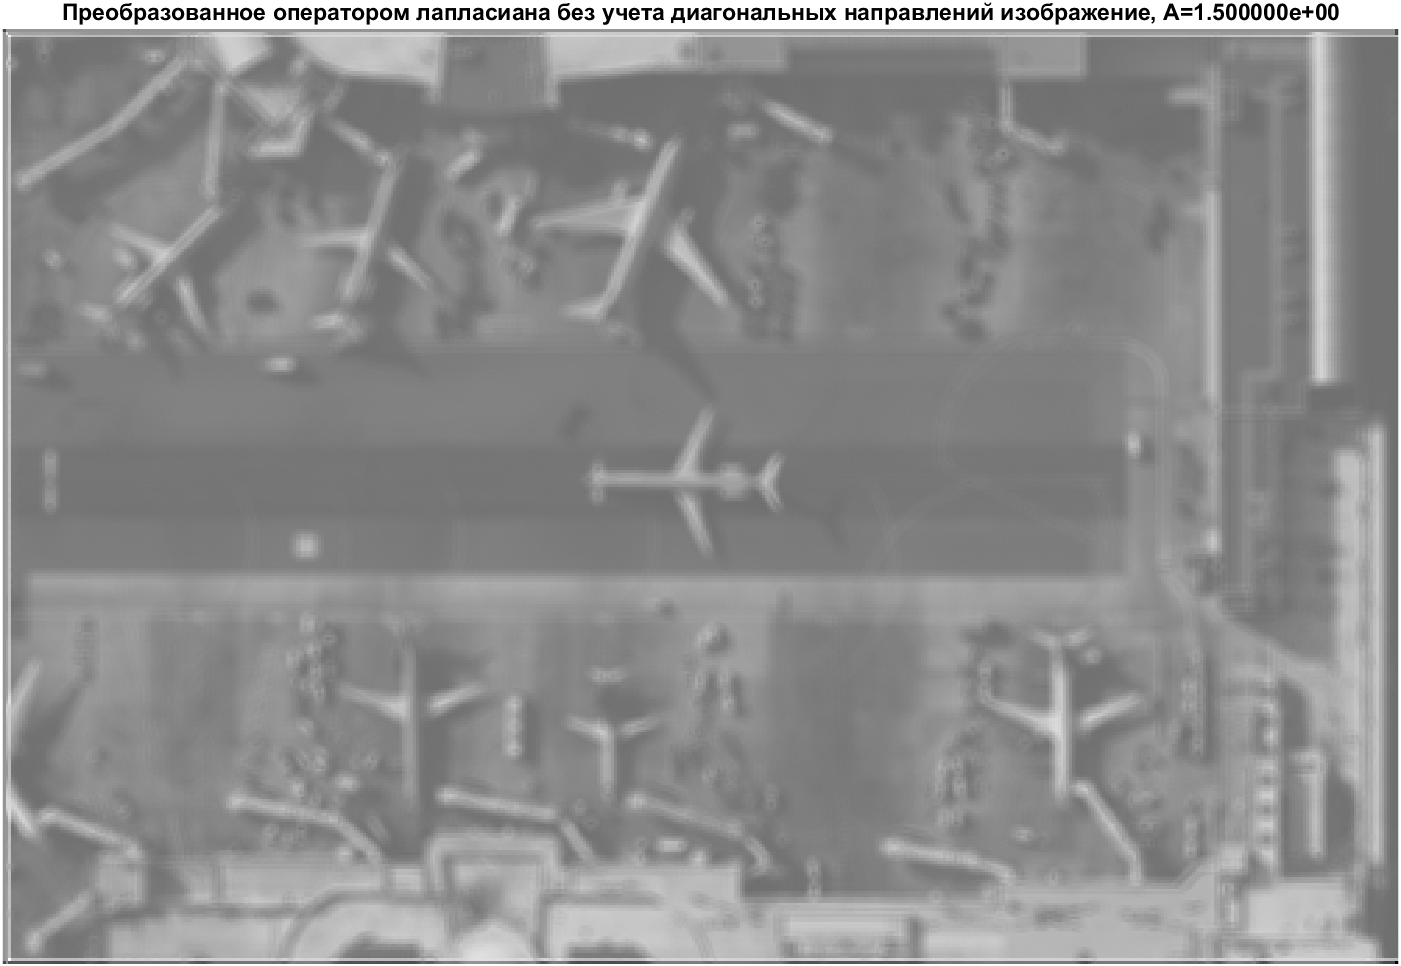 Преобразованное оператором лапласиана без учета диагональных направлений изображение, A=1.500000e+00